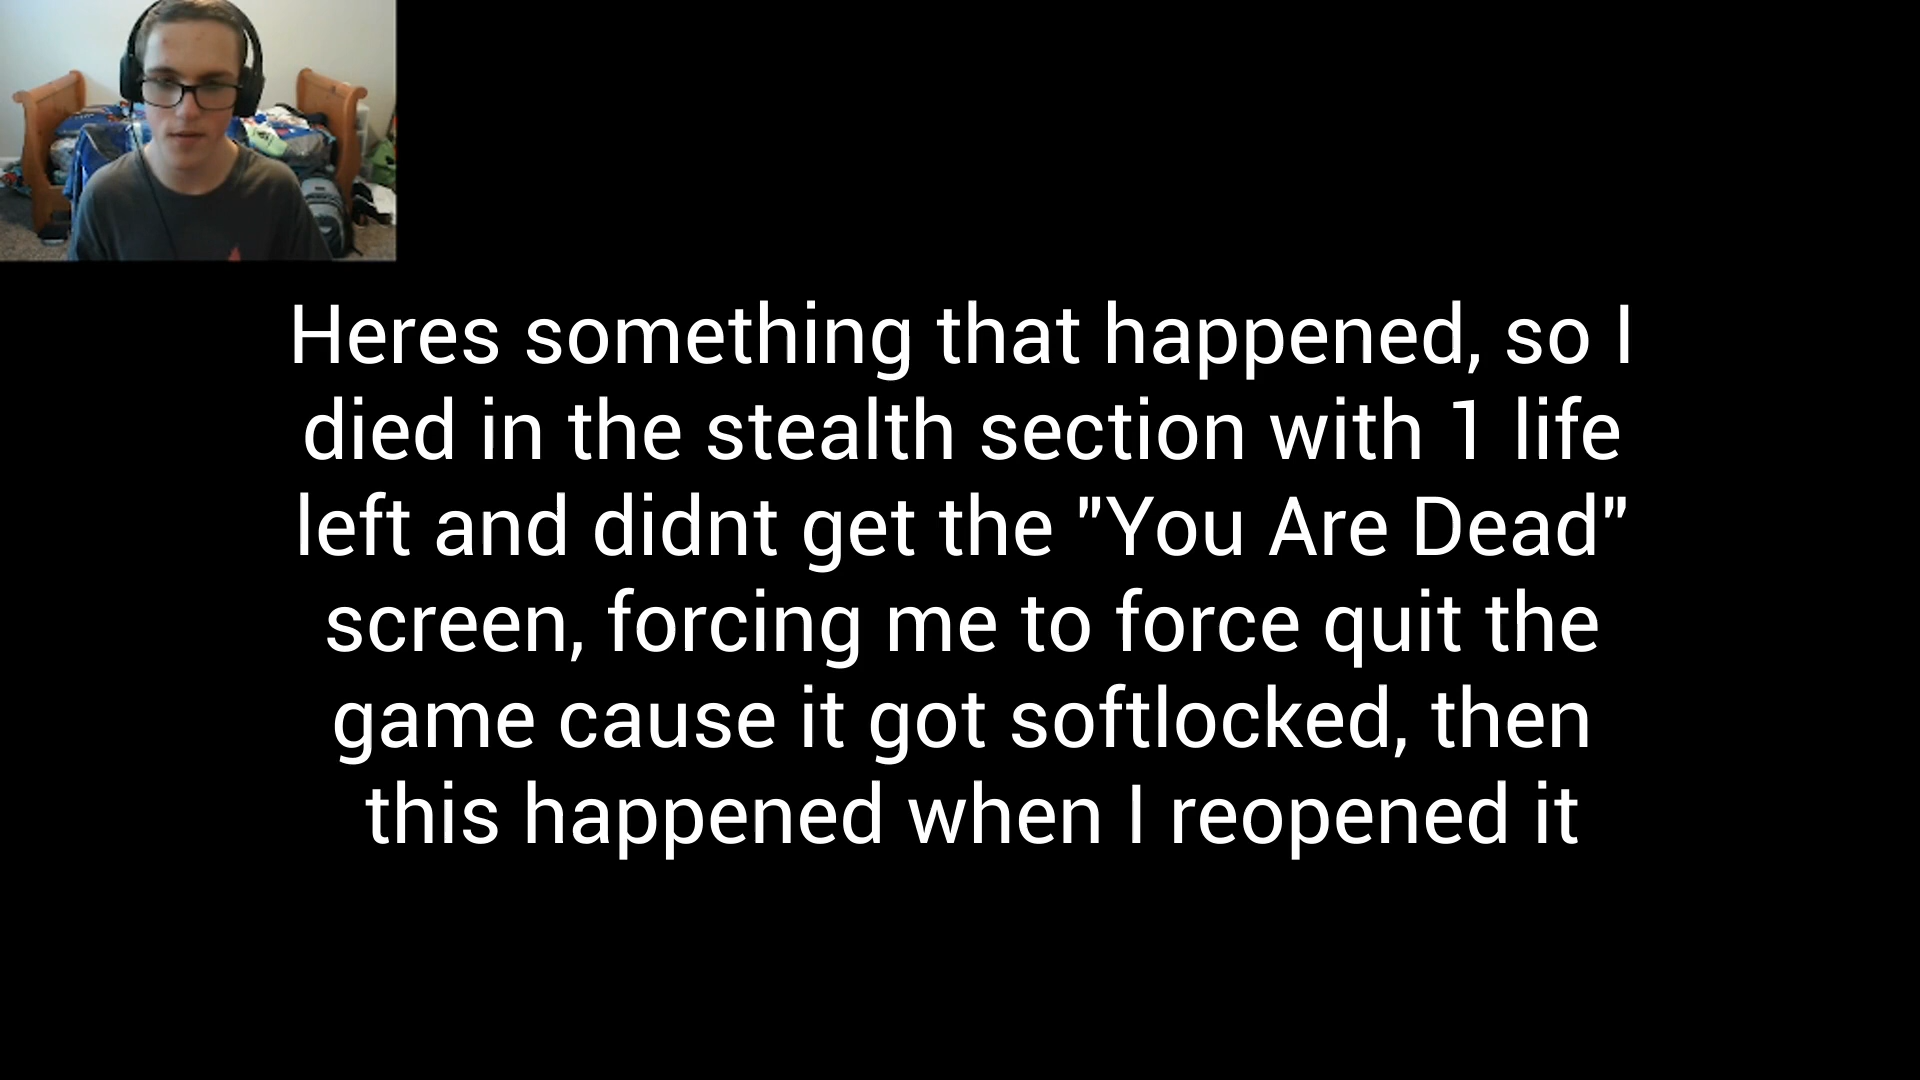 Heres something that happened, so I
died in the stealth section with 1 life
left and didnt get the "You Are Dead"
screen, forcing me to force quit the
game cause it got softlocked, then
this happened when I reopened it